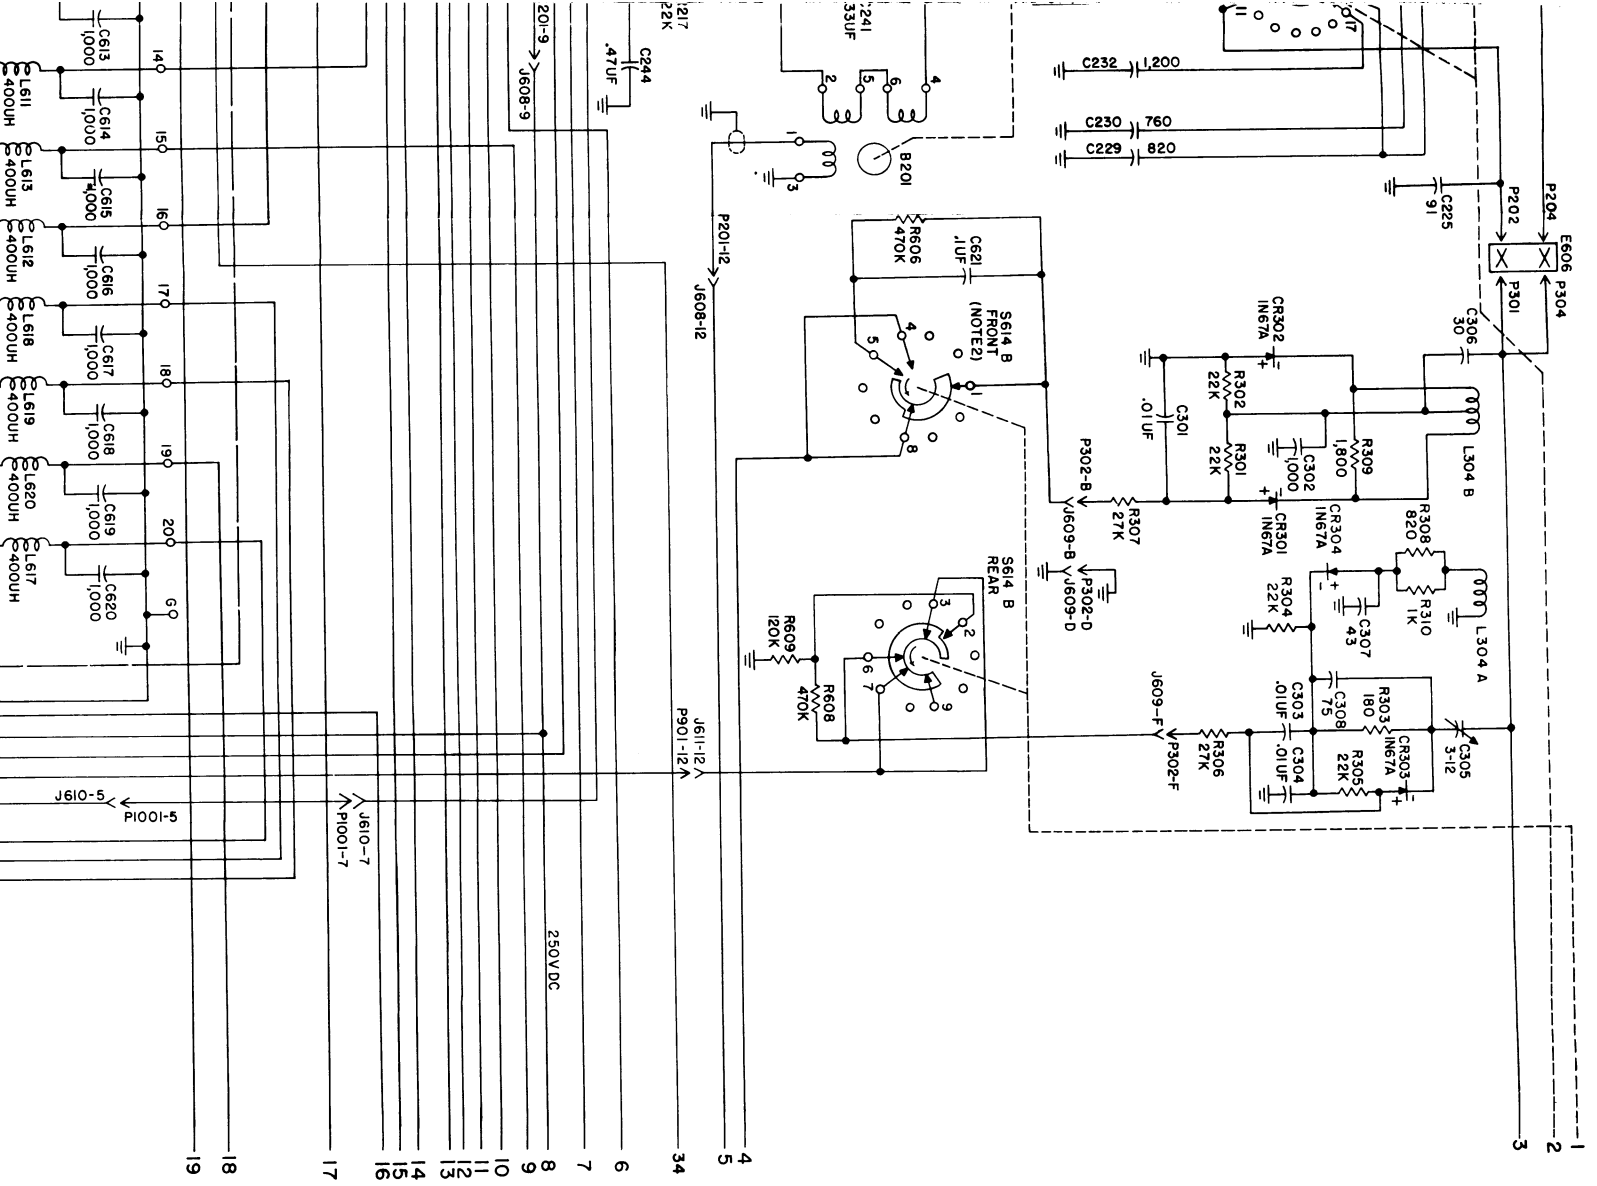 C613
1,000
14
L611
400UH
C614
1,000
15
L613
400UH
C615
1,000
16
L612
400UH
C616
1,000
17
L618
400UH
C617
1,000
18
L619
400UH
C618
1,000
19
L620
400UH
C619
1,000
20
L617
400UH
C620
1,000
G
201-9
J608-9
C244
.47UF
217
22K
241
33UF
2
5
6
4
1
3
B201
P201-12
J608-12
11
17
C232
1,200
C230
760
C229
820
C225
91
P202
P204
E606
P301
P304
R606
470K
C621
.1UF
S614 B
FRONT
(NOTE2)
4
5
1
8
CR302
1N67A
C306
30
R302
22K
C301
.01UF
R301
22K
C302
1,000
R309
1,800
L304 B
P302-B
J609-B
R307
27K
CR301
1N67A
CR304
1N67A
R308
820
P302-D
J609-D
R304
22K
C307
43
R310
1K
L304 A
S614 B
REAR
3
2
6
7
9
R609
120K
R608
470K
J609-F
P302-F
R306
27K
C303
.01UF
C308
75
R303
180
CR303
1N67A
C304
.01UF
R305
22K
C305
3-12
J611-12
P901-12
J610-5
P1001-5
J610-7
P1001-7
250VDC
19
18
17
16
15
14
13
12
11
10
9
8
7
6
34
5
4
3
2
1